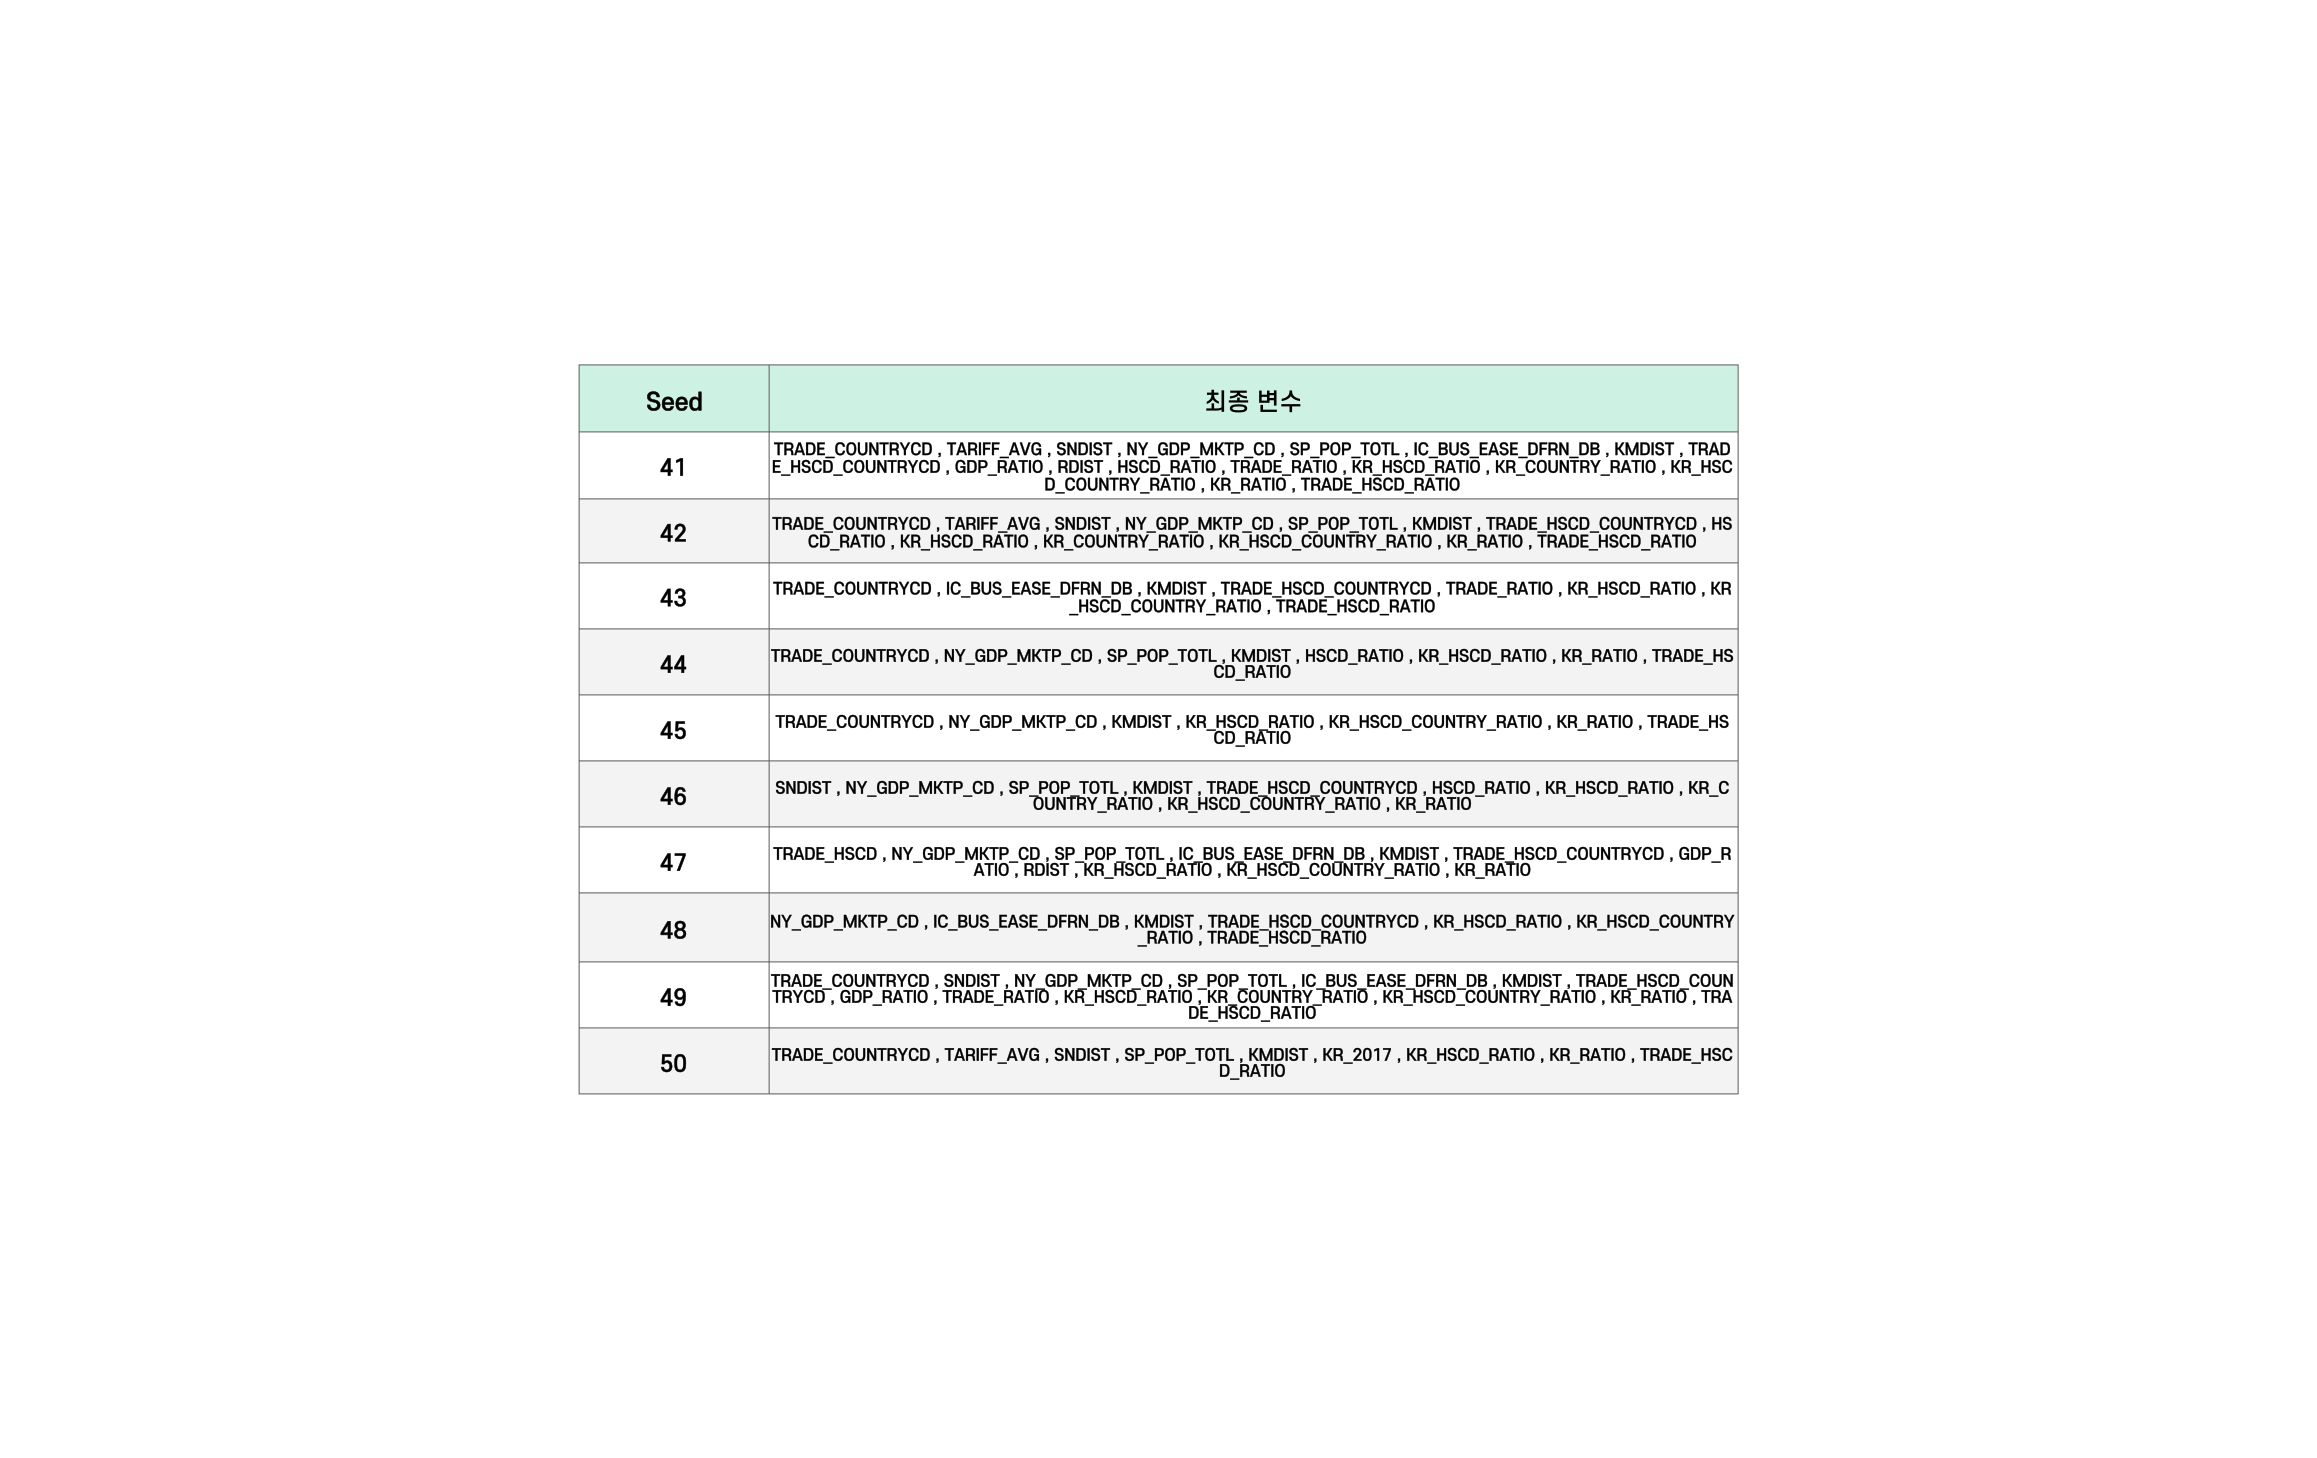 Seed
최종 변수
41
TRADE_COUNTRYCD , TARIFF_AVG , SNDIST , NY_GDP_MKTP_CD , SP_POP_TOTL , IC_BUS_EASE_DFRN_DB , KMDIST , TRAD
E_HSCD_COUNTRYCD , GDP_RATIO , RDIST , HSCD_RATIO , TRADE_RATIO , KR_HSCD_RATIO , KR_COUNTRY_RATIO , KR_HSC
D_COUNTRY_RATIO , KR_RATIO , TRADE_HSCD_RATIO
42
TRADE_COUNTRYCD , TARIFF_AVG , SNDIST , NY_GDP_MKTP_CD , SP_POP_TOTL , KMDIST , TRADE_HSCD_COUNTRYCD , HS
CD_RATIO , KR_HSCD_RATIO , KR_COUNTRY_RATIO , KR_HSCD_COUNTRY_RATIO , KR_RATIO , TRADE_HSCD_RATIO
43
TRADE_COUNTRYCD , IC_BUS_EASE_DFRN_DB , KMDIST , TRADE_HSCD_COUNTRYCD , TRADE_RATIO , KR_HSCD_RATIO , KR
_HSCD_COUNTRY_RATIO , TRADE_HSCD_RATIO
44
TRADE_COUNTRYCD , NY_GDP_MKTP_CD , SP_POP_TOTL , KMDIST , HSCD_RATIO , KR_HSCD_RATIO , KR_RATIO , TRADE_HS
CD_RATIO
45
TRADE_COUNTRYCD , NY_GDP_MKTP_CD , KMDIST , KR_HSCD_RATIO , KR_HSCD_COUNTRY_RATIO , KR_RATIO , TRADE_HS
CD_RATIO
46
SNDIST , NY_GDP_MKTP_CD , SP_POP_TOTL , KMDIST , TRADE_HSCD_COUNTRYCD , HSCD_RATIO , KR_HSCD_RATIO , KR_C
OUNTRY_RATIO , KR_HSCD_COUNTRY_RATIO , KR_RATIO
47
TRADE_HSCD , NY_GDP_MKTP_CD , SP_POP_TOTL , IC_BUS_EASE_DFRN_DB , KMDIST , TRADE_HSCD_COUNTRYCD , GDP_R
ATIO , RDIST , KR_HSCD_RATIO , KR_HSCD_COUNTRY_RATIO , KR_RATIO
48
NY_GDP_MKTP_CD , IC_BUS_EASE_DFRN_DB , KMDIST , TRADE_HSCD_COUNTRYCD , KR_HSCD_RATIO , KR_HSCD_COUNTRY
_RATIO , TRADE_HSCD_RATIO
49
TRADE_COUNTRYCD , SNDIST , NY_GDP_MKTP_CD , SP_POP_TOTL , IC_BUS_EASE_DFRN_DB , KMDIST , TRADE_HSCD_COUN
TRYCD , GDP_RATIO , TRADE_RATIO , KR_HSCD_RATIO , KR_COUNTRY_RATIO , KR_HSCD_COUNTRY_RATIO , KR_RATIO , TRA
DE_HSCD_RATIO
50
TRADE_COUNTRYCD , TARIFF_AVG , SNDIST , SP_POP_TOTL , KMDIST , KR_2017 , KR_HSCD_RATIO , KR_RATIO , TRADE_HSC
D_RATIO